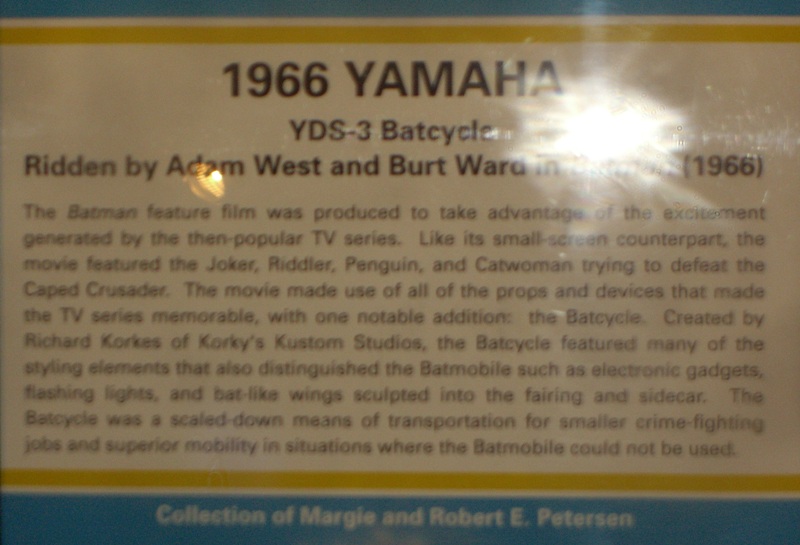 1966 YAMAHA
YDS-3 Batcycle
Ridden by Adam West and Burt Ward in Batman (1966)
The Batman feature film was produced to take advantage of the excitement
generated by the then-popular TV series. Like its small-screen counterpart, the
movie featured the Joker, Riddler, Penguin, and Catwoman trying to defeat the
Caped Crusader. The movie made use of all of the props and devices that made
the TV series memorable, with one notable addition: the Batcycle. Created by
Richard Korkes of Korky's Kustom Studios, the Batcycle featured many of the
styling elements that also distinguished the Batmobile such as electronic gadgets,
flashing lights, and bat-like wings sculpted into the fairing and sidecar. The
Batcycle was a scaled-down means of transportation for smaller crime-fighting
jobs and superior mobility in situations where the Batmobile could not be used.
Collection of Margie and Robert E. Petersen